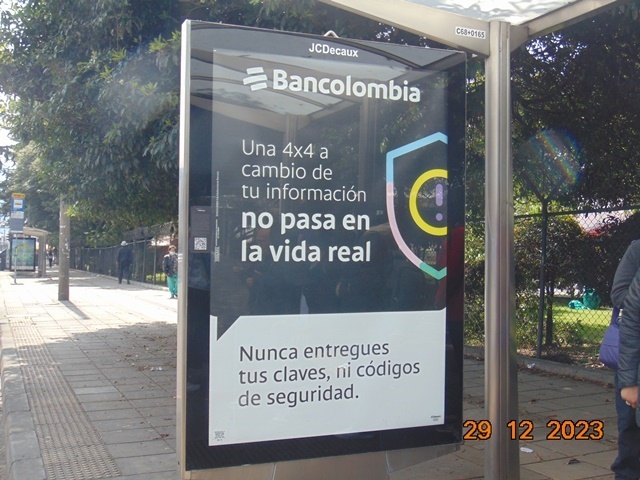 C68+0165
JCDecaux
Bancolombia
Una 4x4 a
cambio de
tu información
no pasa en
la vida real
Nunca entregues
tus claves, ni códigos
de seguridad.
29 12 2023